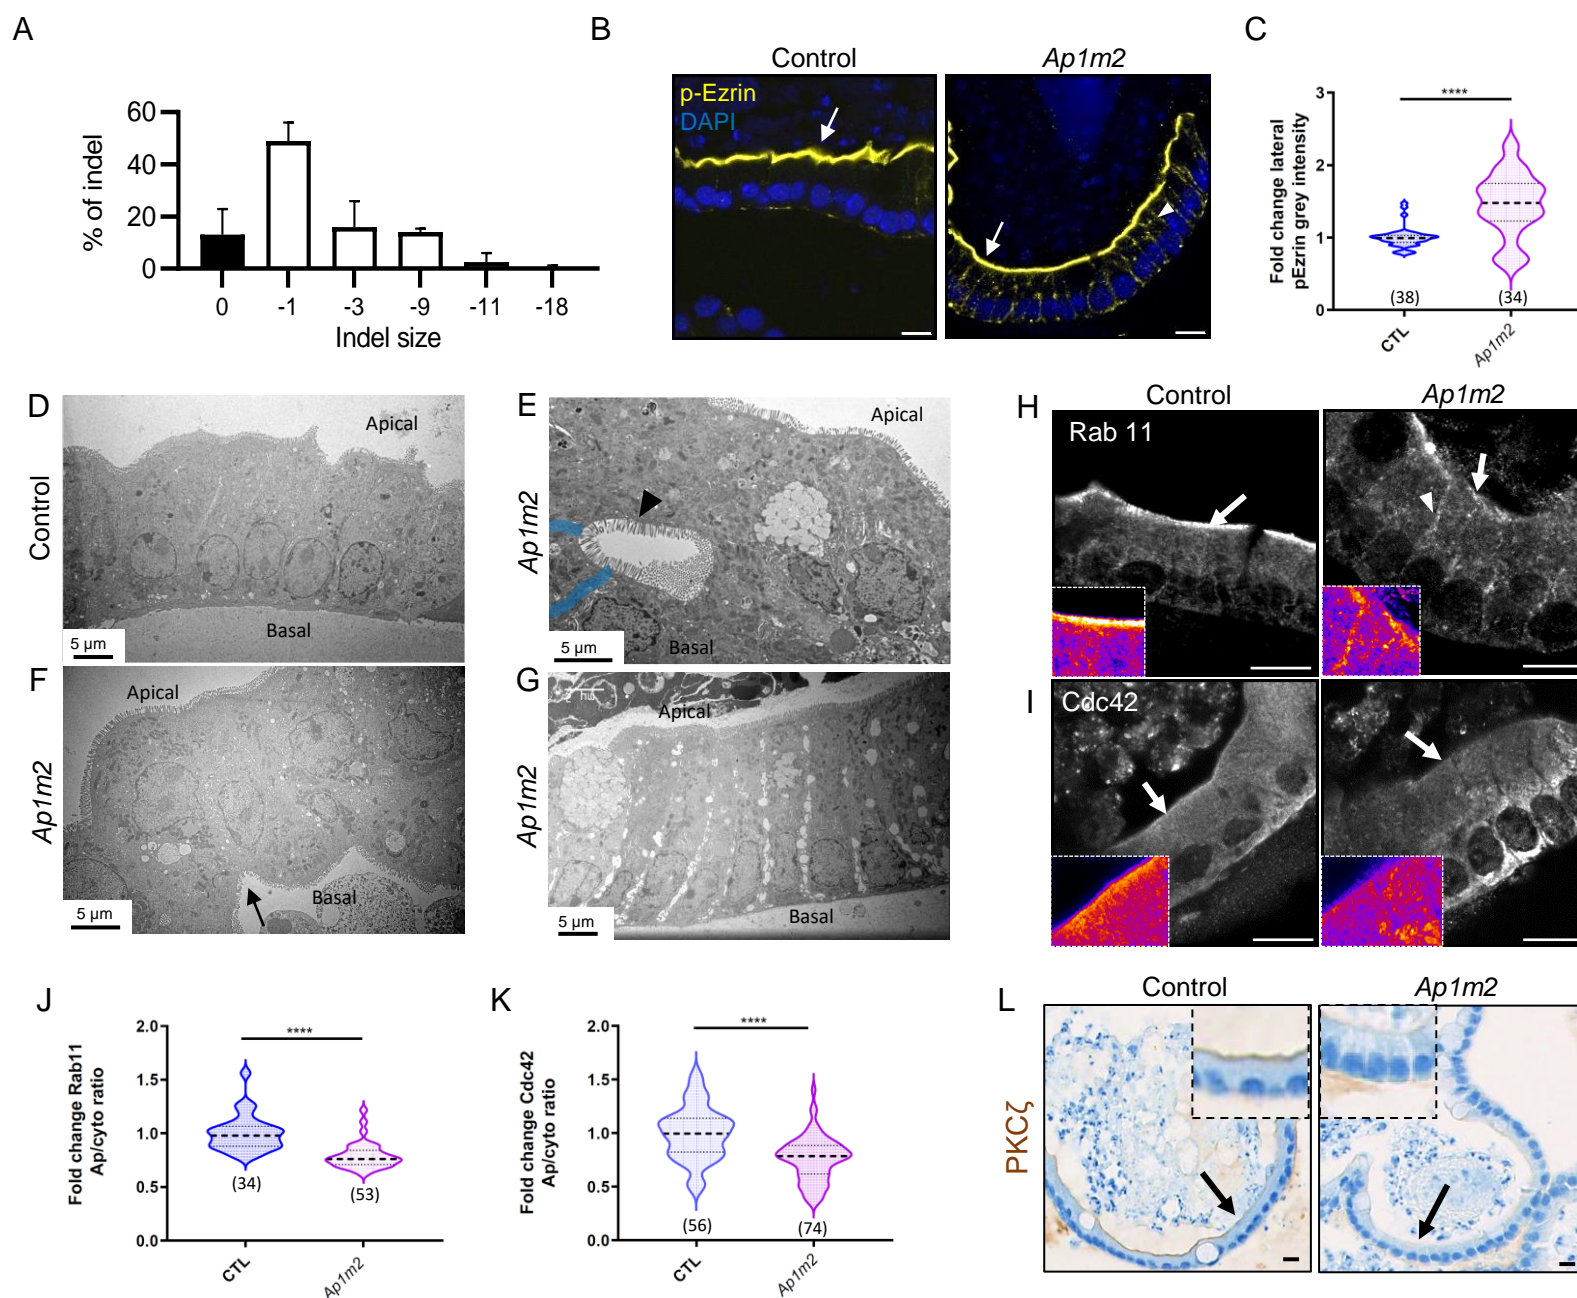 A
% of indel
60
40
20
0
0 -1 -3 -9 -11 -18
Indel size
B
Control
Ap1m2
p-Ezrin
DAPI
C
Fold change lateral
pEzrin grey intensity
3
2
1
0
****
(38) (34)
CTL Ap1m2
D
Control
Apical
Basal
5 µm
E
Ap1m2
Apical
Basal
5 µm
F
Ap1m2
Apical
Basal
5 µm
G
Ap1m2
Apical
Basal
5 µm
H
Control
Ap1m2
Rab 11
I
Cdc42
J
Fold change Rab11
Ap/cyto ratio
2.0
1.5
1.0
0.5
0.0
****
(34)
(53)
CTL Ap1m2
K
Fold change Cdc42
Ap/cyto ratio
2.0
1.5
1.0
0.5
0.0
****
(56)
(74)
CTL Ap1m2
L
Control
Ap1m2
PKCζ